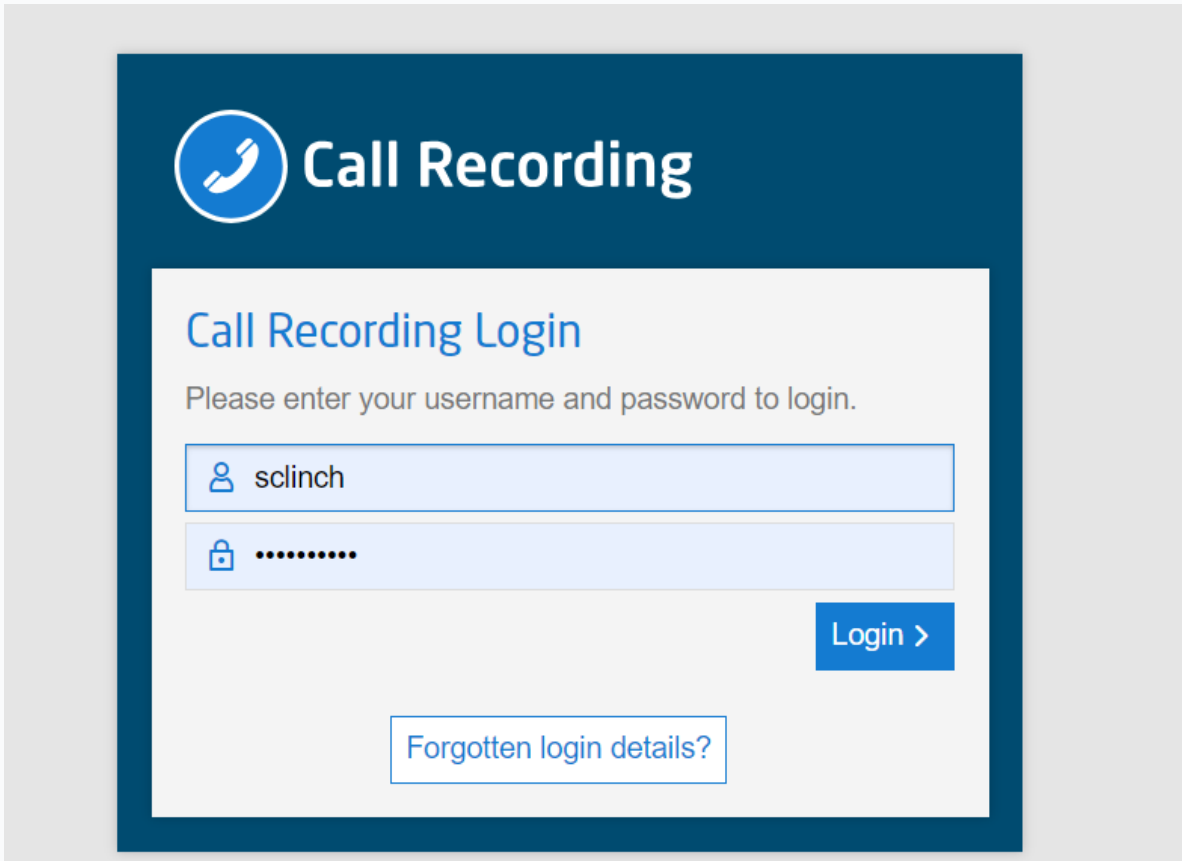 Call Recording
Call Recording Login
Please enter your username and password to login.
sclinch
••••••••••
Login >
Forgotten login details?